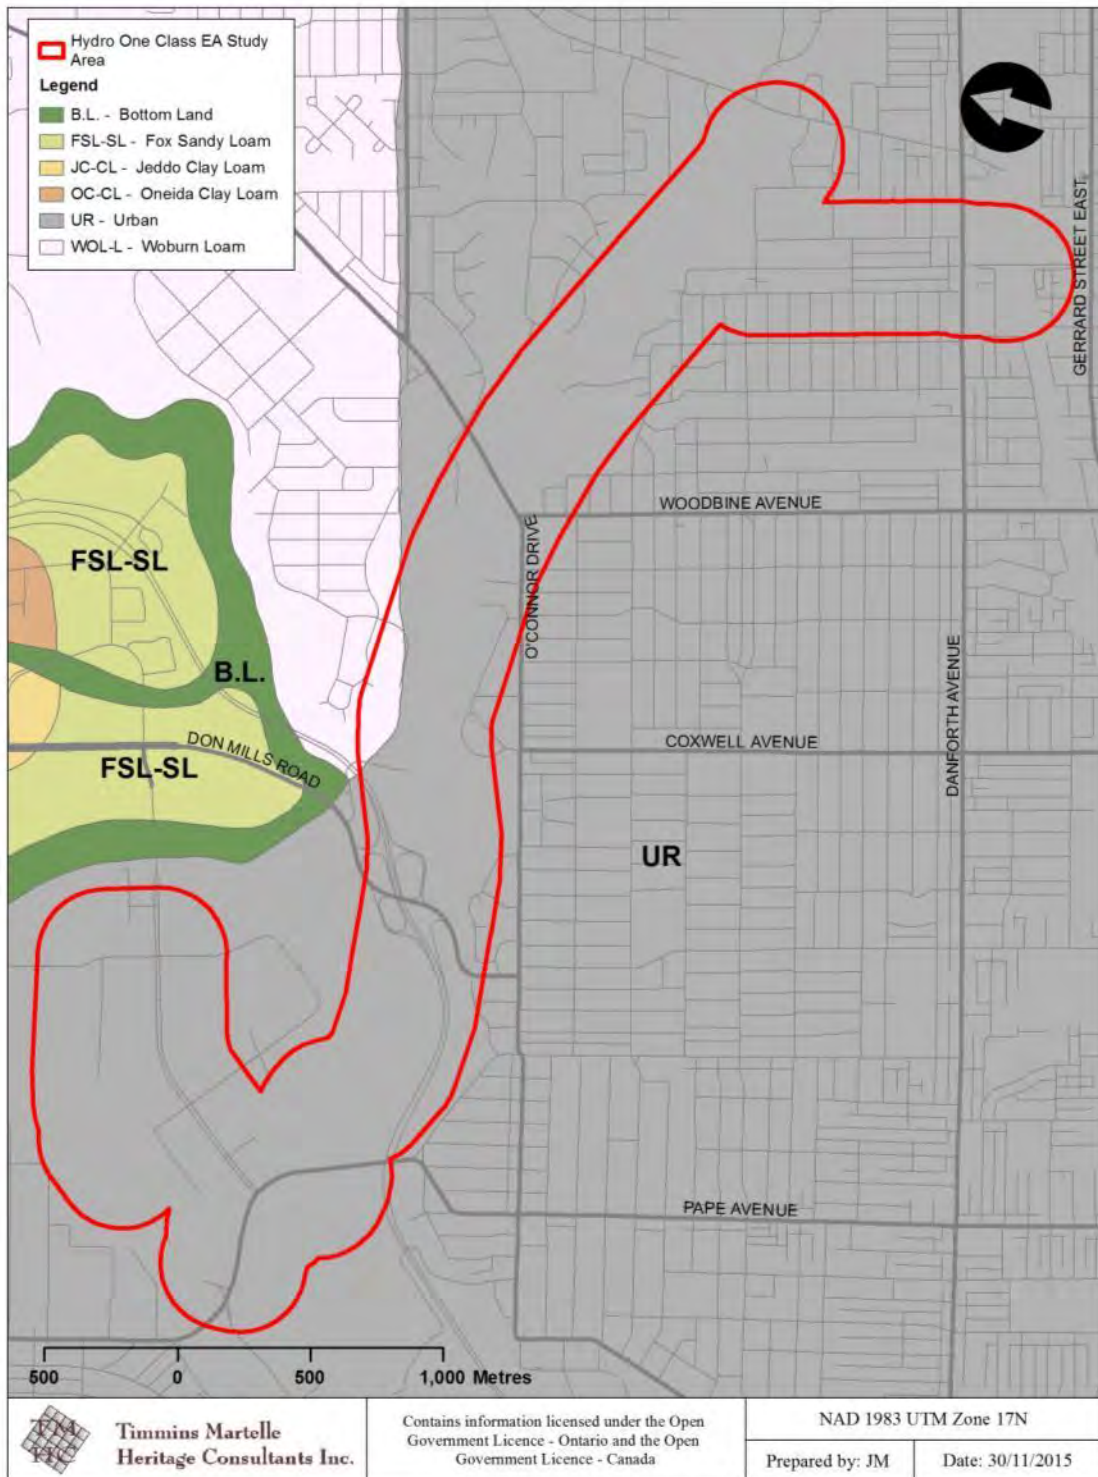 Hydro One Class EA Study
Area
Legend
B.L. - Bottom Land
FSL-SL - Fox Sandy Loam
JC-CL - Jeddo Clay Loam
OC-CL - Oneida Clay Loam
UR - Urban
WOL-L - Woburn Loam
GERRARD STREET EAST
WOODBINE AVENUE
O'CONNOR DRIVE
FSL-SL
B.L.
DANFORTH AVENUE
DON MILLS ROAD
COXWELL AVENUE
FSL-SL
UR
PAPE AVENUE
500 0 500 1,000 Metres
TM
HC
Timmins Martelle
Heritage Consultants Inc.
Contains information licensed under the Open
Government Licence - Ontario and the Open
Government Licence - Canada
NAD 1983 UTM Zone 17N
Prepared by: JM
Date: 30/11/2015